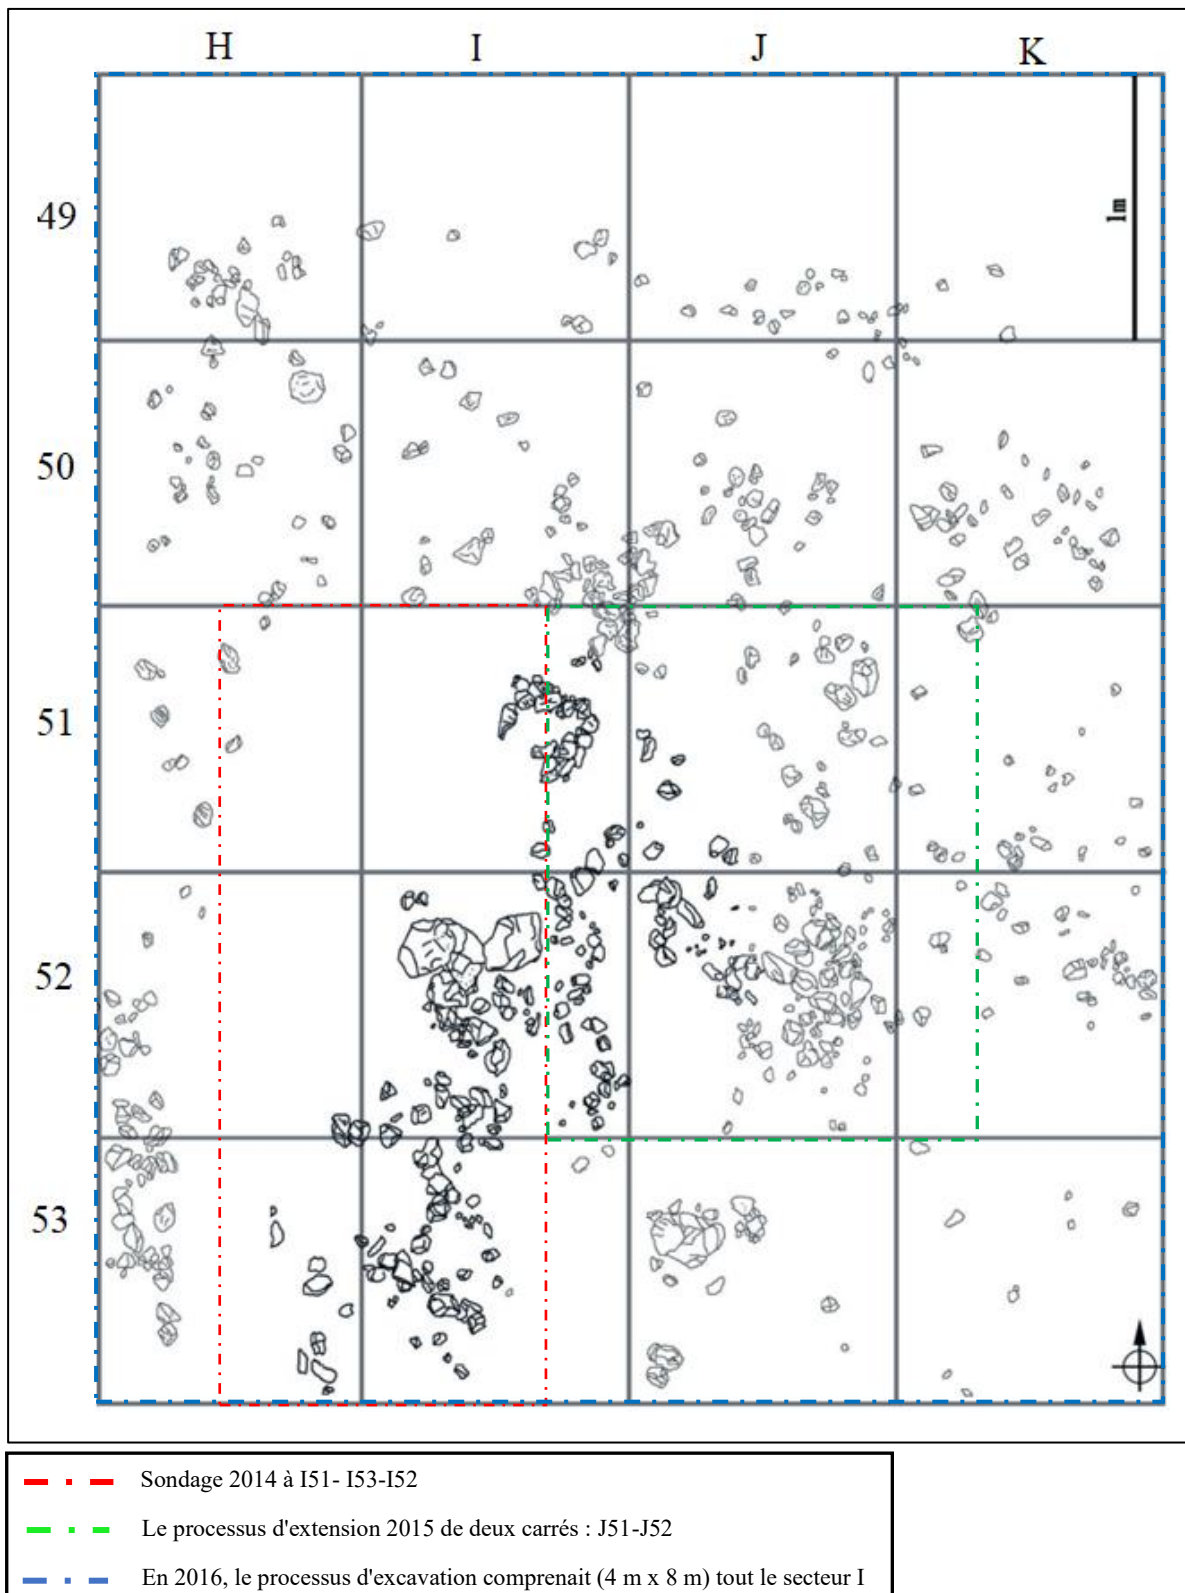 H I J K
49
1m
50
51
52
53
Sondage 2014 à I51- I53-I52
Le processus d'extension 2015 de deux carrés : J51-J52
En 2016, le processus d'excavation comprenait (4 m x 8 m) tout le secteur I